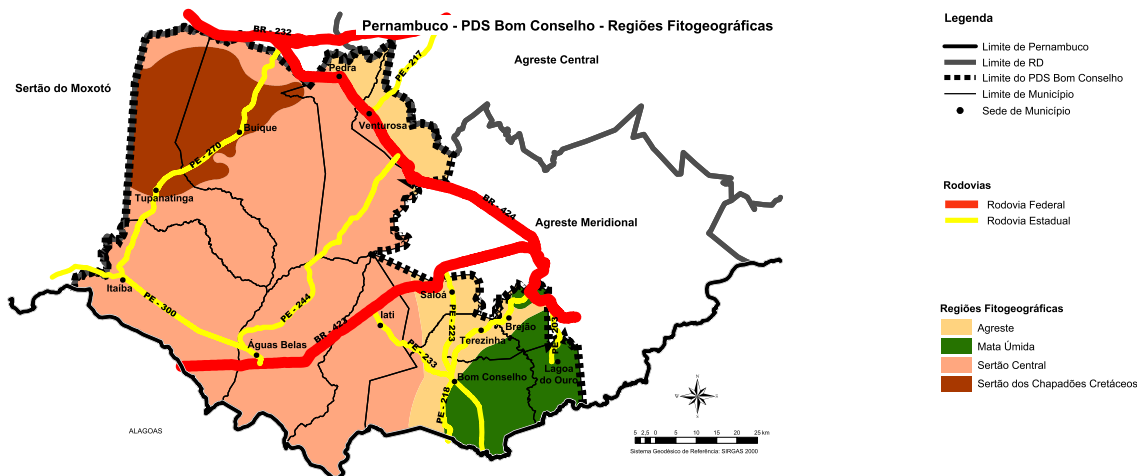 Pernambuco - PDS Bom Conselho - Regiões Fitogeográficas
BR - 232
PE - 217
Agreste Central
Pedra
Sertão do Moxotó
Venturosa
Buique
PE - 270
Tupanatinga
BR - 424
Agreste Meridional
Itaiba
Saloá
PE - 300
PE - 244
BR - 423
Iati
PE - 223
Brejão
PE - 203
Terezinha
Águas Belas
PE - 233
Lagoa
do Ouro
Bom Conselho
PE - 218
ALAGOAS
N
S
W
E
5 2,5 0 5 10 15 20 25 km
Sistema Geodésico de Referência: SIRGAS 2000
Legenda
Limite de Pernambuco
Limite de RD
Limite do PDS Bom Conselho
Limite de Município
Sede de Município
Rodovias
Rodovia Federal
Rodovia Estadual
Regiões Fitogeográficas
Agreste
Mata Úmida
Sertão Central
Sertão dos Chapadões Cretáceos